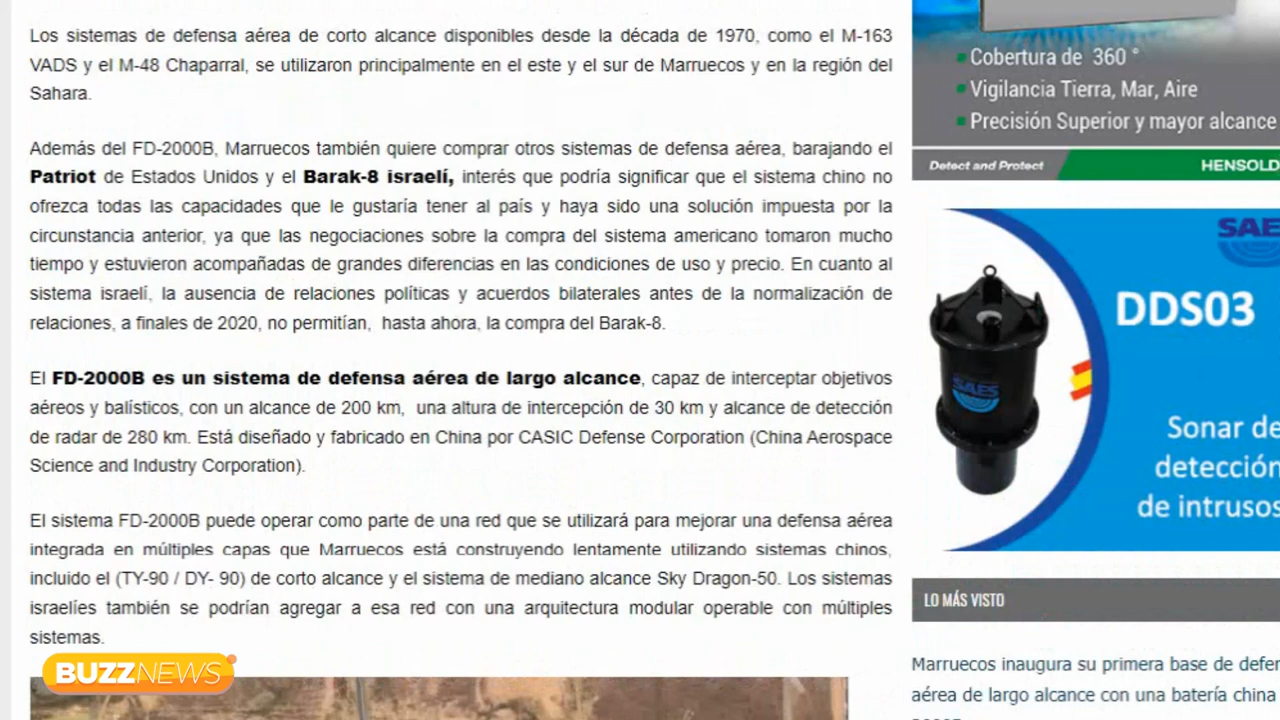 Los sistemas de defensa aérea de corto alcance disponibles desde la década de 1970, como el M-163
VADS y el M-48 Chaparral, se utilizaron principalmente en el este y el sur de Marruecos y en la región del
Sahara.
Además del FD-2000B, Marruecos también quiere comprar otros sistemas de defensa aérea, barajando el
Patriot de Estados Unidos y el Barak-8 israelí, interés que podría significar que el sistema chino no
ofrezca todas las capacidades que le gustaría tener al país y haya sido una solución impuesta por la
circunstancia anterior, ya que las negociaciones sobre la compra del sistema americano tomaron mucho
tiempo y estuvieron acompañadas de grandes diferencias en las condiciones de uso y precio. En cuanto al
sistema israelí, la ausencia de relaciones políticas y acuerdos bilaterales antes de la normalización de
relaciones, a finales de 2020, no permitían, hasta ahora, la compra del Barak-8.
El FD-2000B es un sistema de defensa aérea de largo alcance, capaz de interceptar objetivos
aéreos y balísticos, con un alcance de 200 km, una altura de intercepción de 30 km y alcance de detección
de radar de 280 km. Está diseñado y fabricado en China por CASIC Defense Corporation (China Aerospace
Science and Industry Corporation).
El sistema FD-2000B puede operar como parte de una red que se utilizará para mejorar una defensa aérea
integrada en múltiples capas que Marruecos está construyendo lentamente utilizando sistemas chinos,
incluido el (TY-90 / DY- 90) de corto alcance y el sistema de mediano alcance Sky Dragon-50. Los sistemas
israelíes también se podrían agregar a esa red con una arquitectura modular operable con múltiples
sistemas.
BUZZNEWS
Cobertura de 360 °
Vigilancia Tierra, Mar, Aire
Precisión Superior y mayor alcance
Detect and Protect
HENSOLD
SAE
DDS03
SAES
Sonar de
detección
de intrusos
LO MÁS VISTO
Marruecos inaugura su primera base de defen
aérea de largo alcance con una batería china